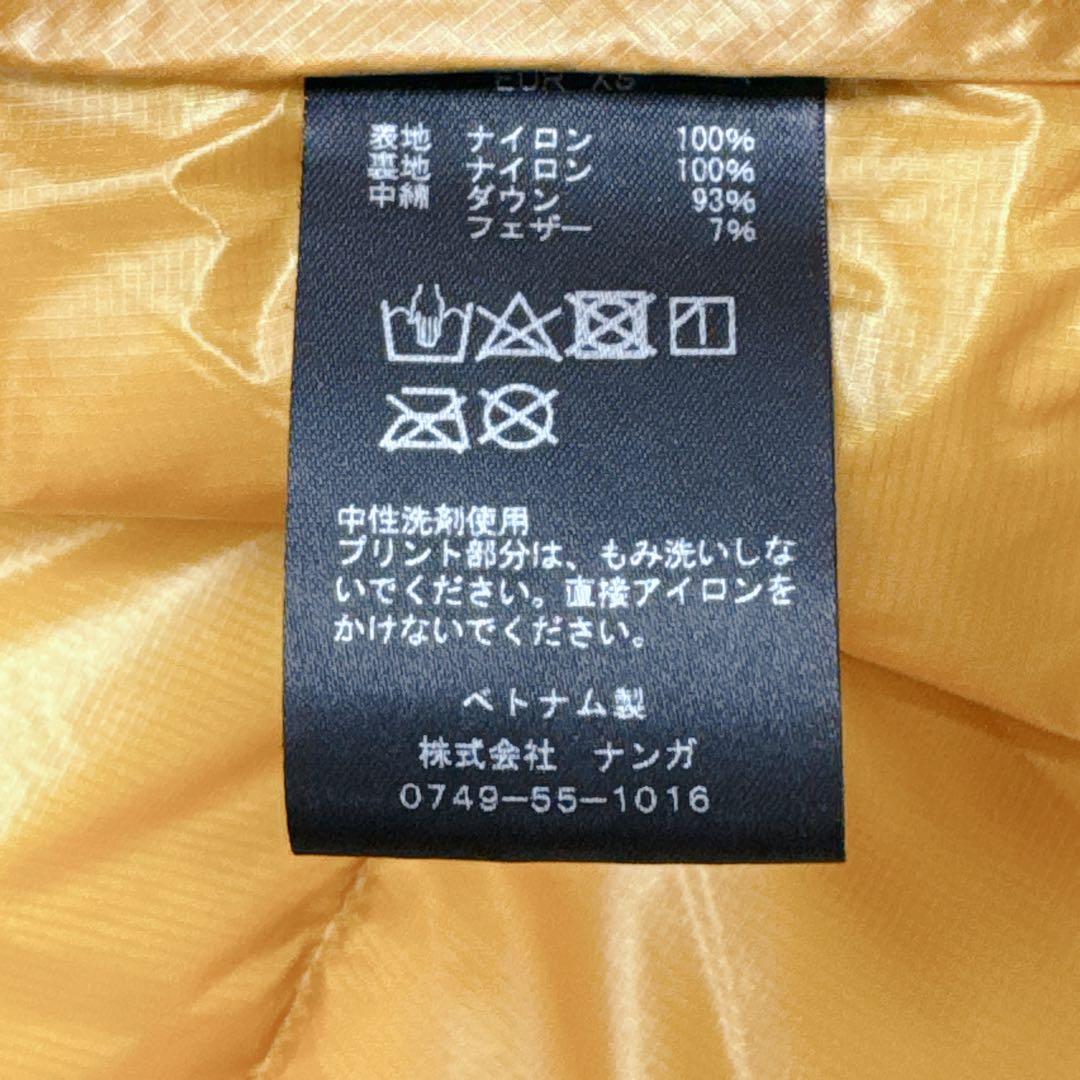 EUR XS
表地 ナイロン 100%
裏地 ナイロン 100%
中綿 ダウン 93%
フェザー 7%
中性洗剤使用
プリント部分は、もみ洗いしな
いでください。直接アイロンを
かけないでください。
ベトナム製
株式会社 ナンガ
0749-55-1016